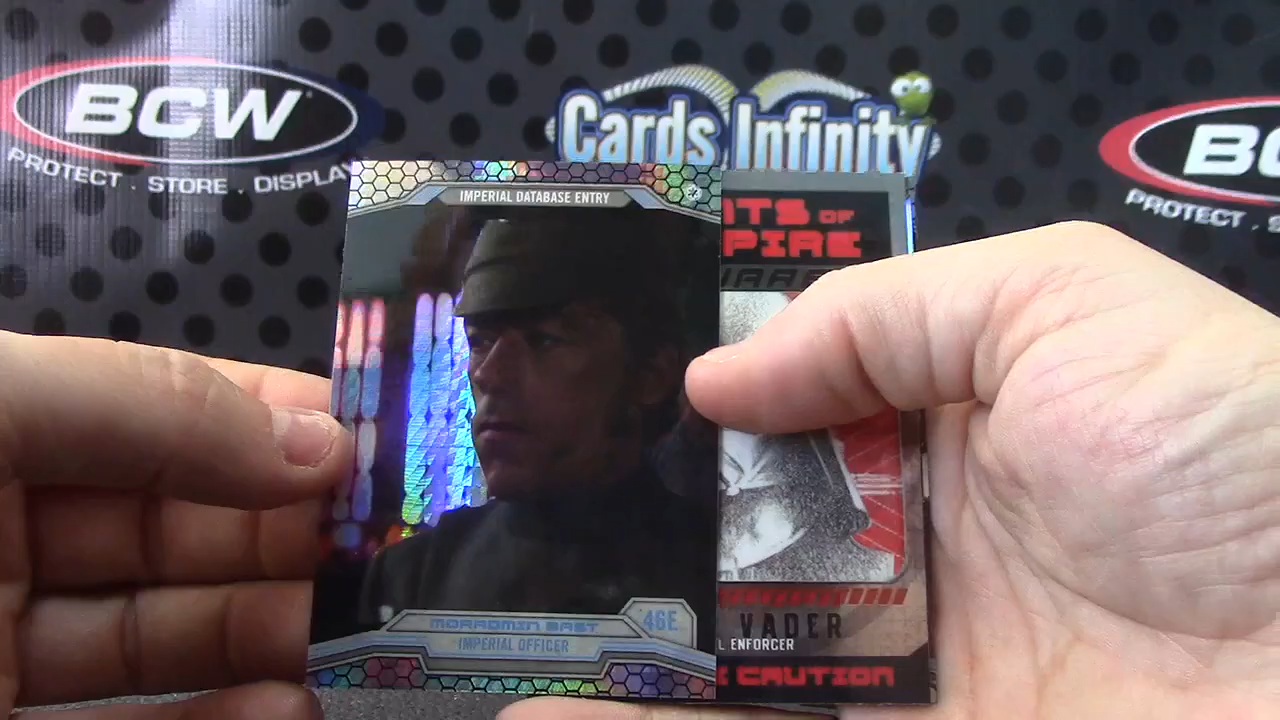 BCW
PROTECT . STORE . DISPLAY
Cards Infinity
BC
PROTECT . S
IMPERIAL DATABASE ENTRY
MORADMIN BAST
IMPERIAL OFFICER
46E
NTS OF
PIRE
VADER
L ENFORCER
CAUTION